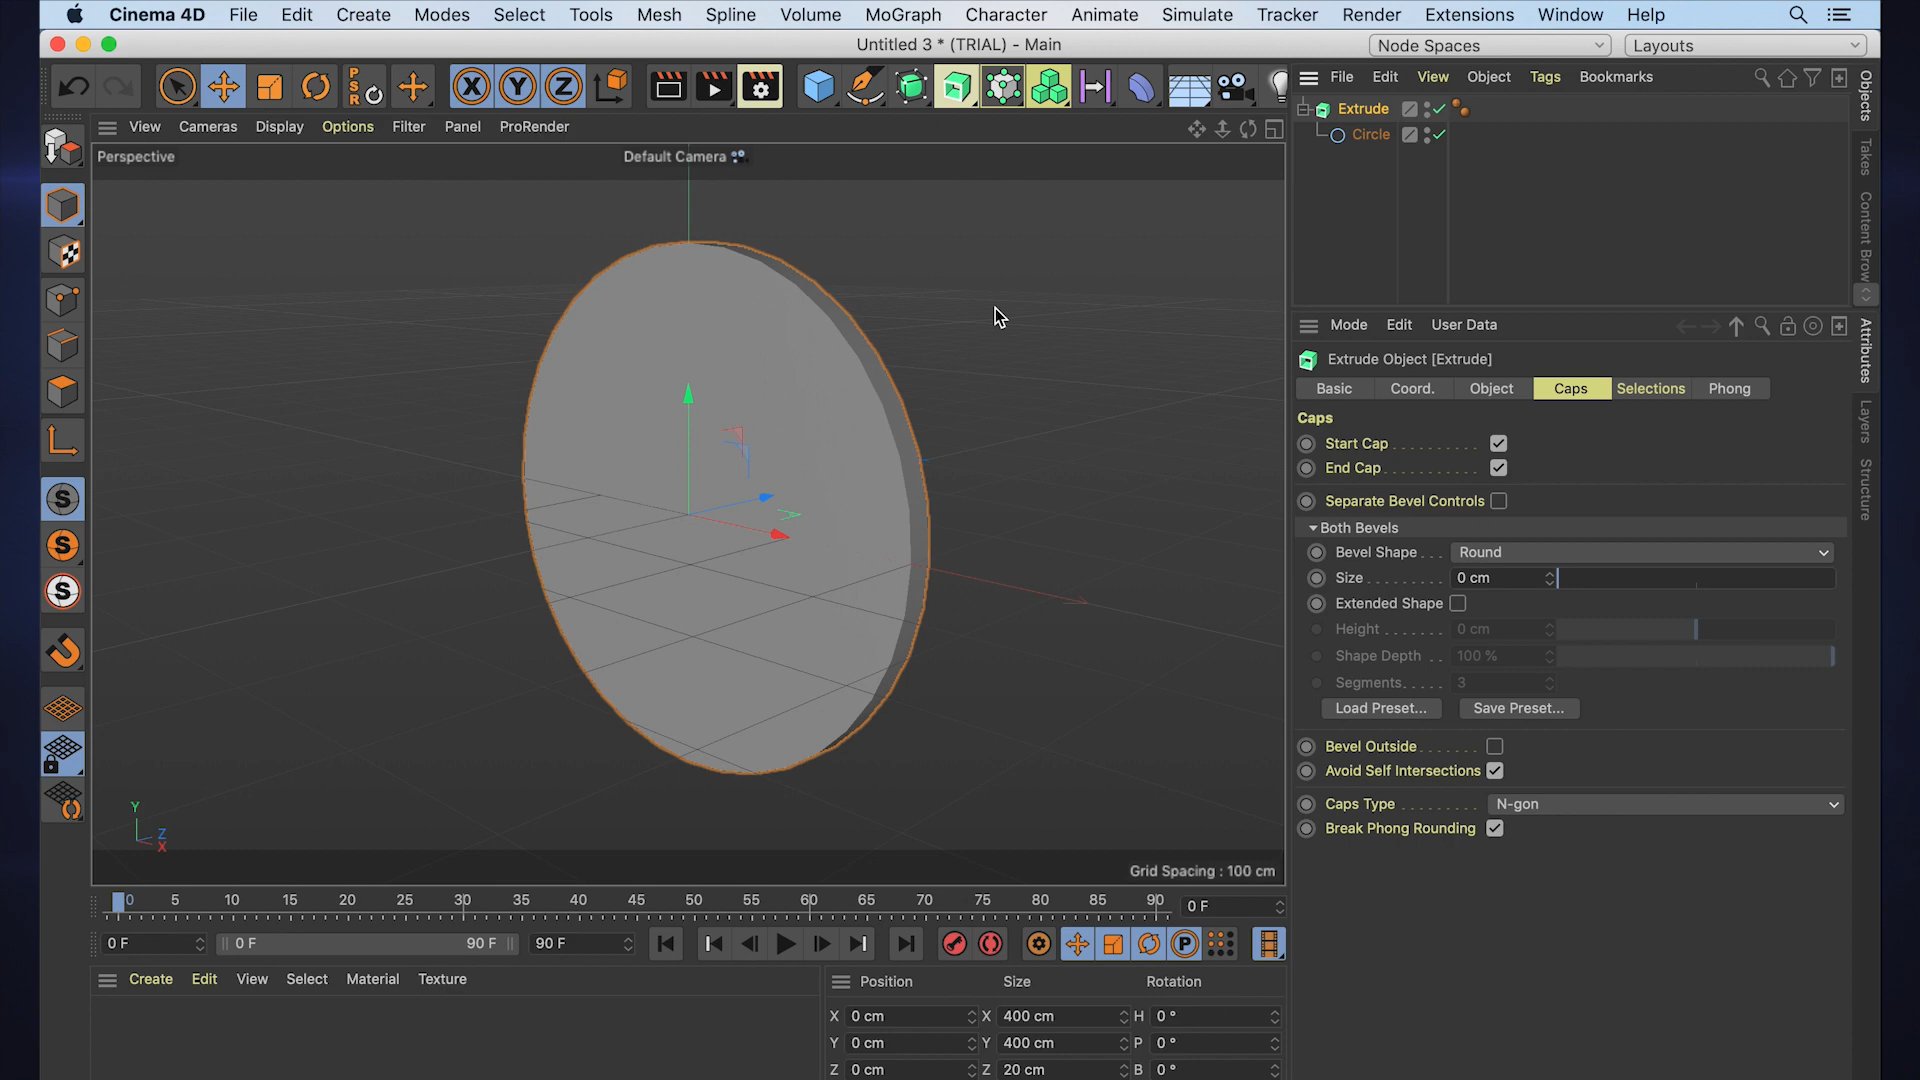 Cinema 4D File Edit Create Modes Select Tools Mesh Spline Volume MoGraph Character Animate Simulate Tracker Render Extensions Window Help
Untitled 3 * (TRIAL) - Main
Node Spaces
Layouts
PSR
X Y Z
File Edit View Object Tags Bookmarks
View Cameras Display Options Filter Panel ProRender
Perspective
Default Camera
Extrude
Circle
Objects
Takes
Content Brow
Mode Edit User Data
Extrude Object [Extrude]
Basic Coord. Object Caps Selections Phong
Attributes
Layers
Structure
Caps
Start Cap
End Cap
Separate Bevel Controls
Both Bevels
Bevel Shape Round
Size 0 cm
Extended Shape
Height 0 cm
Shape Depth 100 %
Segments 3
Load Preset... Save Preset...
Bevel Outside
Avoid Self Intersections
Caps Type N-gon
Break Phong Rounding
S
S
S
Y
Z
X
Grid Spacing : 100 cm
0 5 10 15 20 25 30 35 40 45 50 55 60 65 70 75 80 85 90 0 F
0 F 0 F 90 F 90 F P
Create Edit View Select Material Texture
Position Size Rotation
X 0 cm X 400 cm H 0 °
Y 0 cm Y 400 cm P 0 °
Z 0 cm Z 20 cm B 0 °